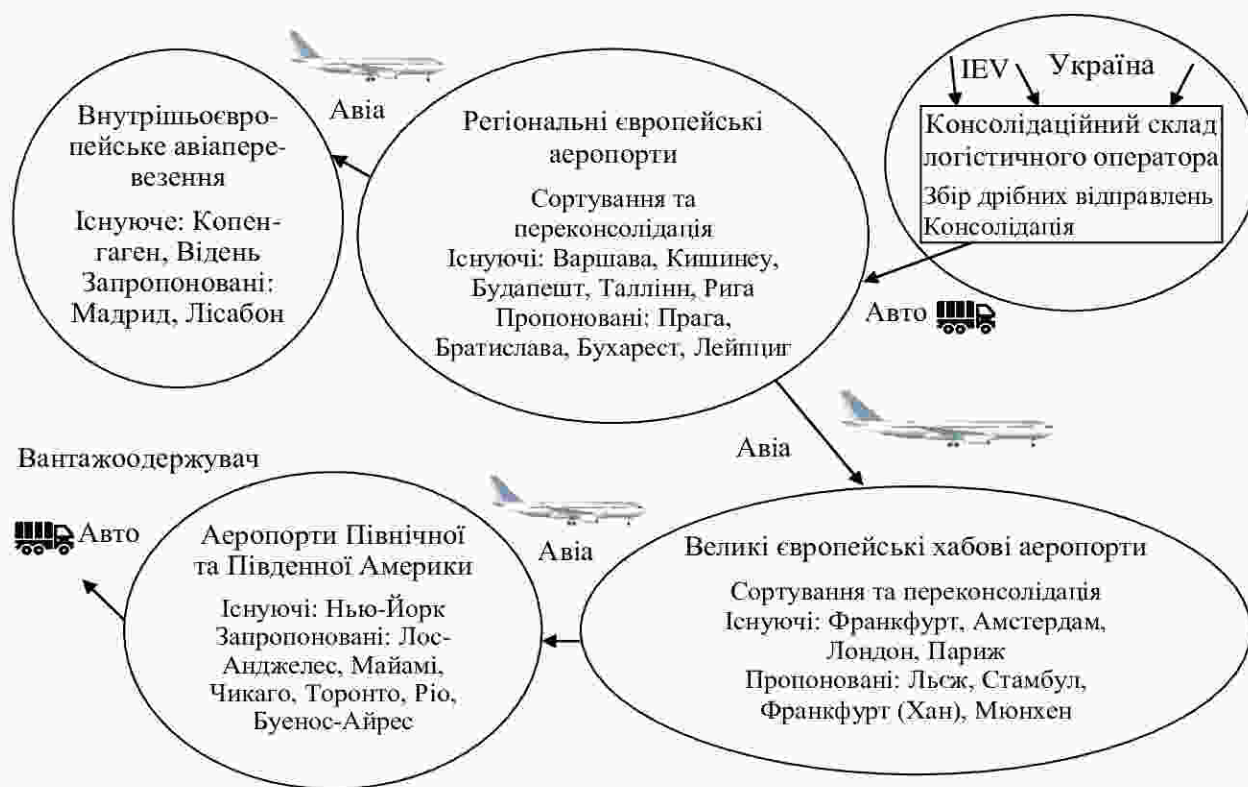 Авіа
Внутрішьоєвро-
пейське авіапере-
везення
Існуюче: Копен-
гаген, Відень
Запропоновані:
Мадрид, Лісабон
Регіональні європейські
аеропорти
Сортування та
переконсолідація
Існуючі: Варшава, Кишинеу,
Будапешт, Таллінн, Рига
Пропоновані: Прага,
Братислава, Бухарест, Лейпциг
IEV
Україна
Консолідаційний склад
логістичного оператора
Збір дрібних відправлень
Консолідація
Авто
Авіа
Великі європейські хабові аеропорти
Сортування та переконсолідація
Існуючі: Франкфурт, Амстердам,
Лондон, Париж
Пропоновані: Льєж, Стамбул,
Франкфурт (Хан), Мюнхен
Авіа
Аеропорти Північної
та Південної Америки
Існуючі: Нью-Йорк
Запропоновані: Лос-
Анджелес, Майамі,
Чикаго, Торонто, Ріо,
Буенос-Айрес
Вантажоодержувач
Авто